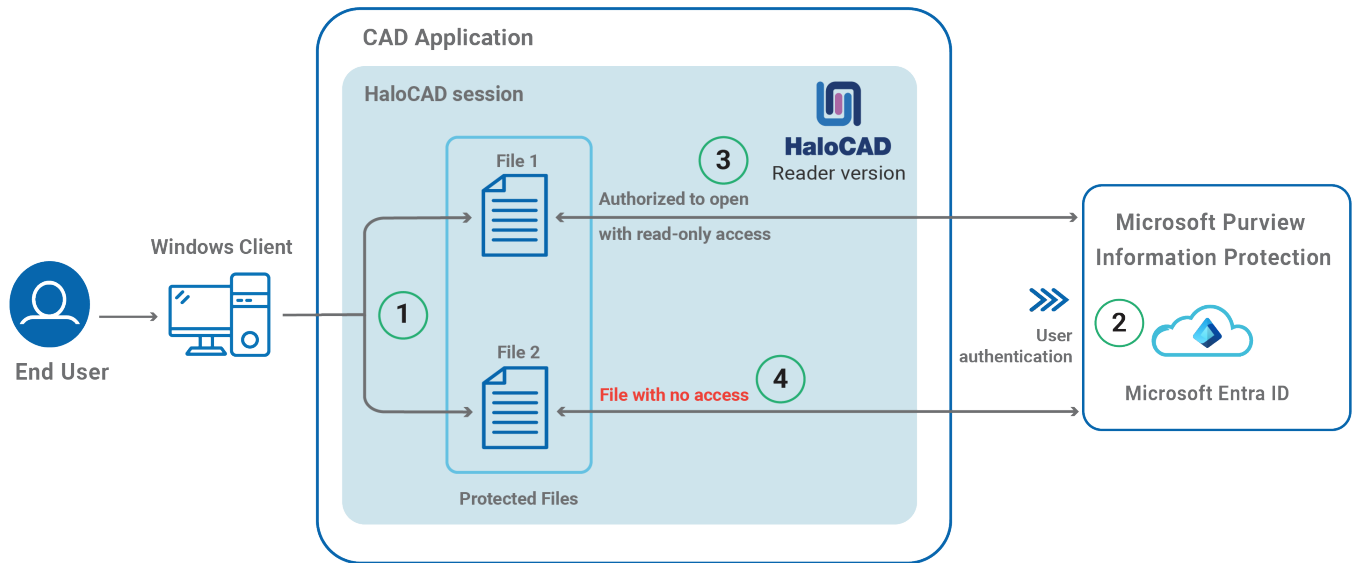 CAD Application
HaloCAD session
HaloCAD
Reader version
File 1
3
Authorized to open
with read-only access
Windows Client
1
End User
File 2
File with no access
4
Protected Files
Microsoft Purview
Information Protection
User
authentication
2
Microsoft Entra ID